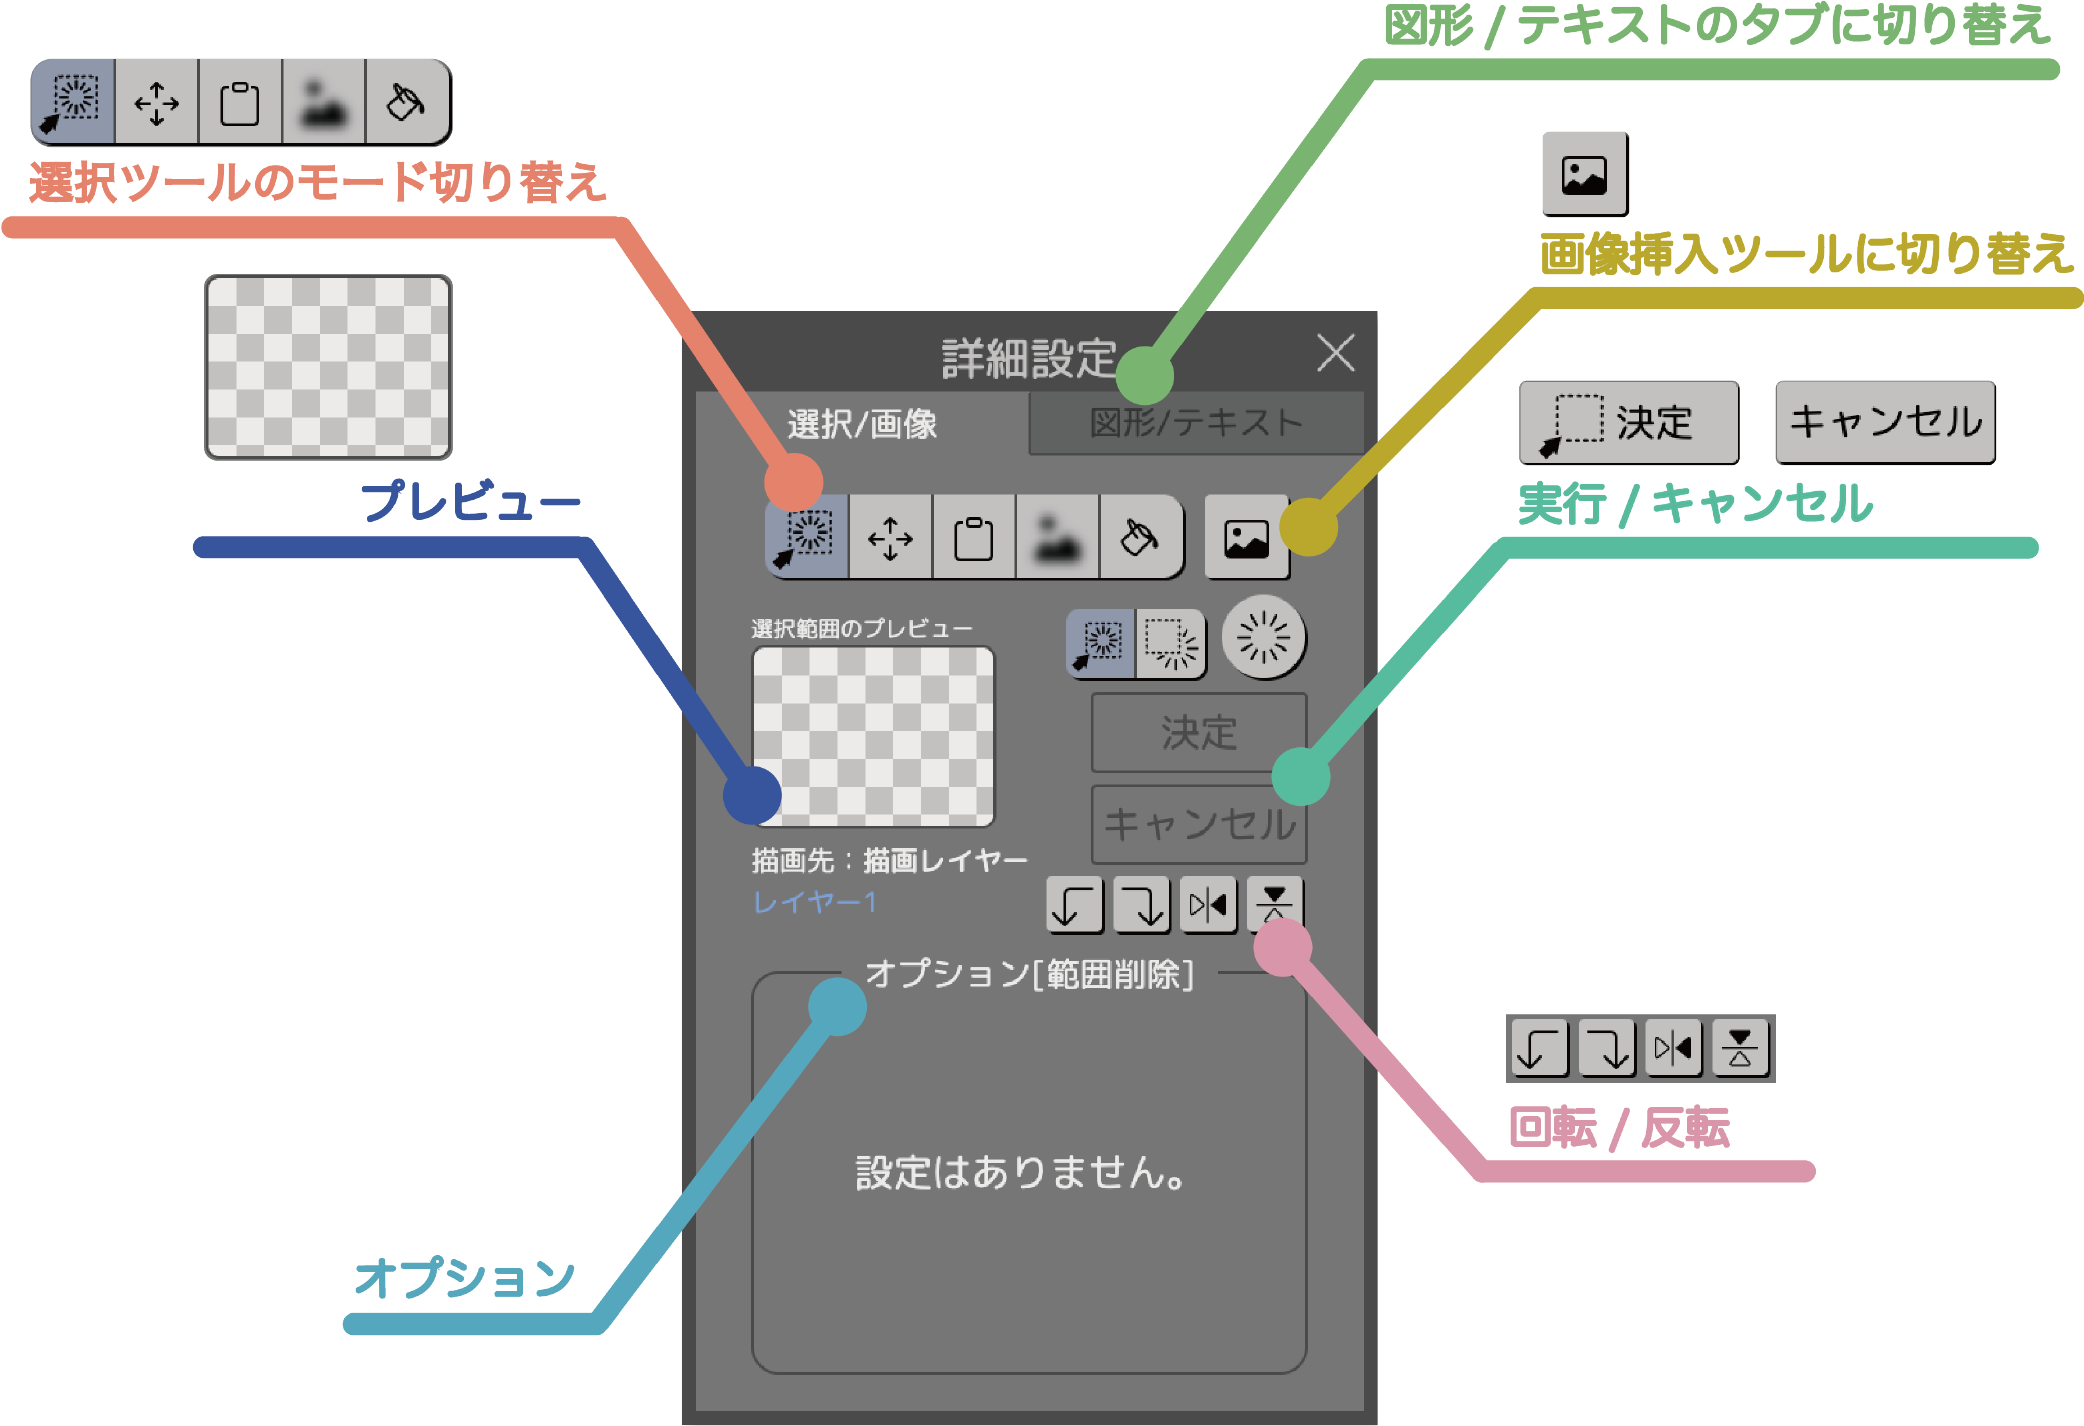 図形 / テキストのタブに切り替え
選択ツールのモード切り替え
画像挿入ツールに切り替え
詳細設定
選択/画像
図形/テキスト
決定
キャンセル
実行 / キャンセル
プレビュー
選択範囲のプレビュー
決定
キャンセル
描画先：描画レイヤー
レイヤー1
オプション[範囲削除]
設定はありません。
回転 / 反転
オプション